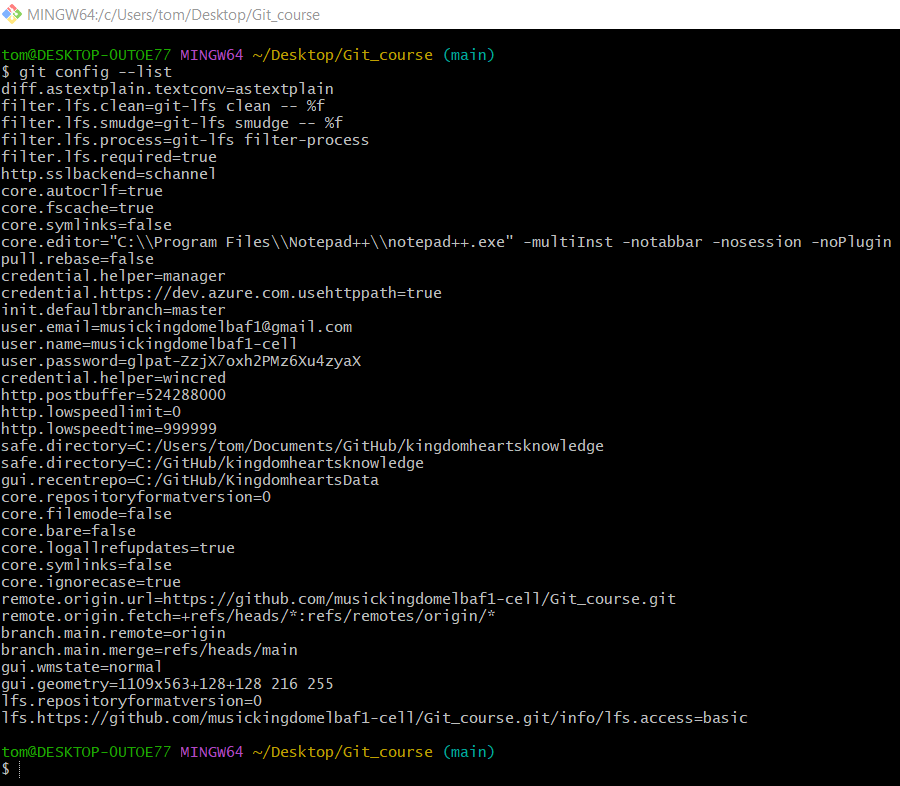 MINGW64:/c/Users/tom/Desktop/Git_course
tom@DESKTOP-OUTOE77 MINGW64 ~/Desktop/Git_course (main)
$ git config --list
diff.astextplain.textconv=astextplain
filter.lfs.clean=git-lfs clean -- %f
filter.lfs.smudge=git-lfs smudge -- %f
filter.lfs.process=git-lfs filter-process
filter.lfs.required=true
http.sslbackend=schannel
core.autocrlf=true
core.fscache=true
core.symlinks=false
core.editor="C:\\Program Files\\Notepad++\\notepad++.exe" -multiInst -notabbar -nosession -noPlugin
pull.rebase=false
credential.helper=manager
credential.https://dev.azure.com.usehttppath=true
init.defaultbranch=master
user.email=musickingdomelbaf1@gmail.com
user.name=musickingdomelbaf1-cell
user.password=glpat-ZzjX7oxh2PMz6Xu4zyaX
credential.helper=wincred
http.postbuffer=524288000
http.lowspeedlimit=0
http.lowspeedtime=999999
safe.directory=C:/Users/tom/Documents/GitHub/kingdomheartsknowledge
safe.directory=C:/GitHub/kingdomheartsknowledge
gui.recentrepo=C:/GitHub/KingdomheartsData
core.repositoryformatversion=0
core.filemode=false
core.bare=false
core.logallrefupdates=true
core.symlinks=false
core.ignorecase=true
remote.origin.url=https://github.com/musickingdomelbaf1-cell/Git_course.git
remote.origin.fetch=+refs/heads/*:refs/remotes/origin/*
branch.main.remote=origin
branch.main.merge=refs/heads/main
gui.wmstate=normal
gui.geometry=1109x563+128+128 216 255
lfs.repositoryformatversion=0
lfs.https://github.com/musickingdomelbaf1-cell/Git_course.git/info/lfs.access=basic
tom@DESKTOP-OUTOE77 MINGW64 ~/Desktop/Git_course (main)
$